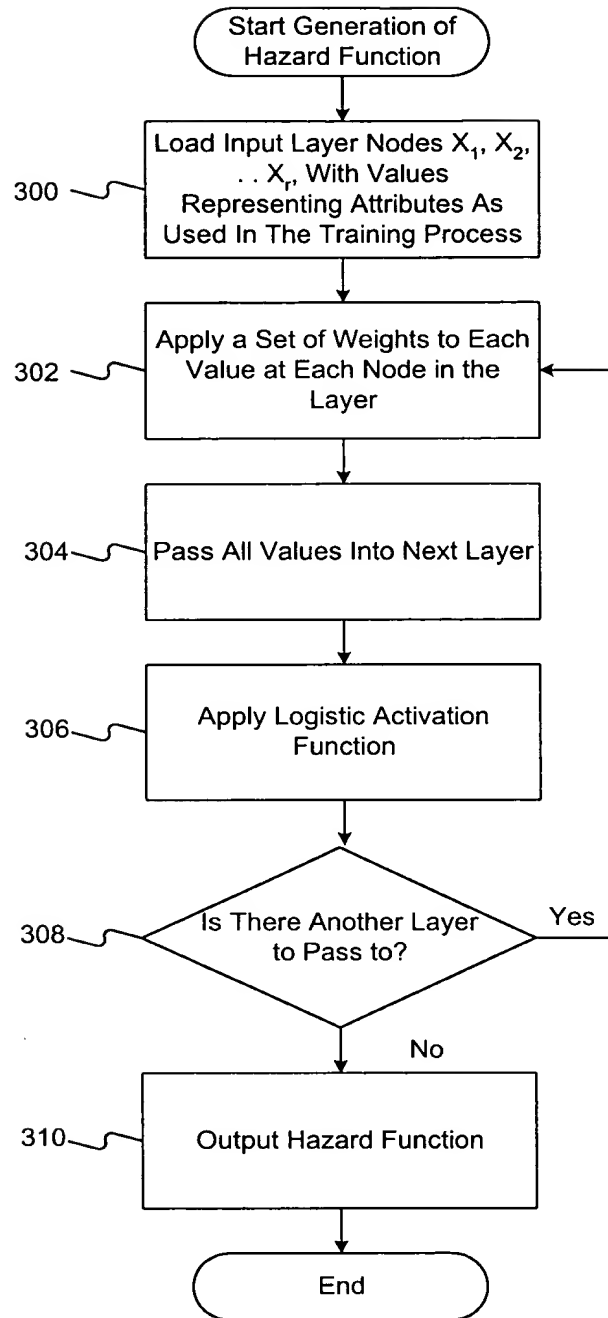 Start Generation of
Hazard Function
Load Input Layer Nodes X₁, X₂,
. . Xᵣ, With Values
Representing Attributes As
Used In The Training Process
300
Apply a Set of Weights to Each
Value at Each Node in the
Layer
302
Pass All Values Into Next Layer
304
Apply Logistic Activation
Function
306
Is There Another Layer
to Pass to?
308
Yes
No
Output Hazard Function
310
End